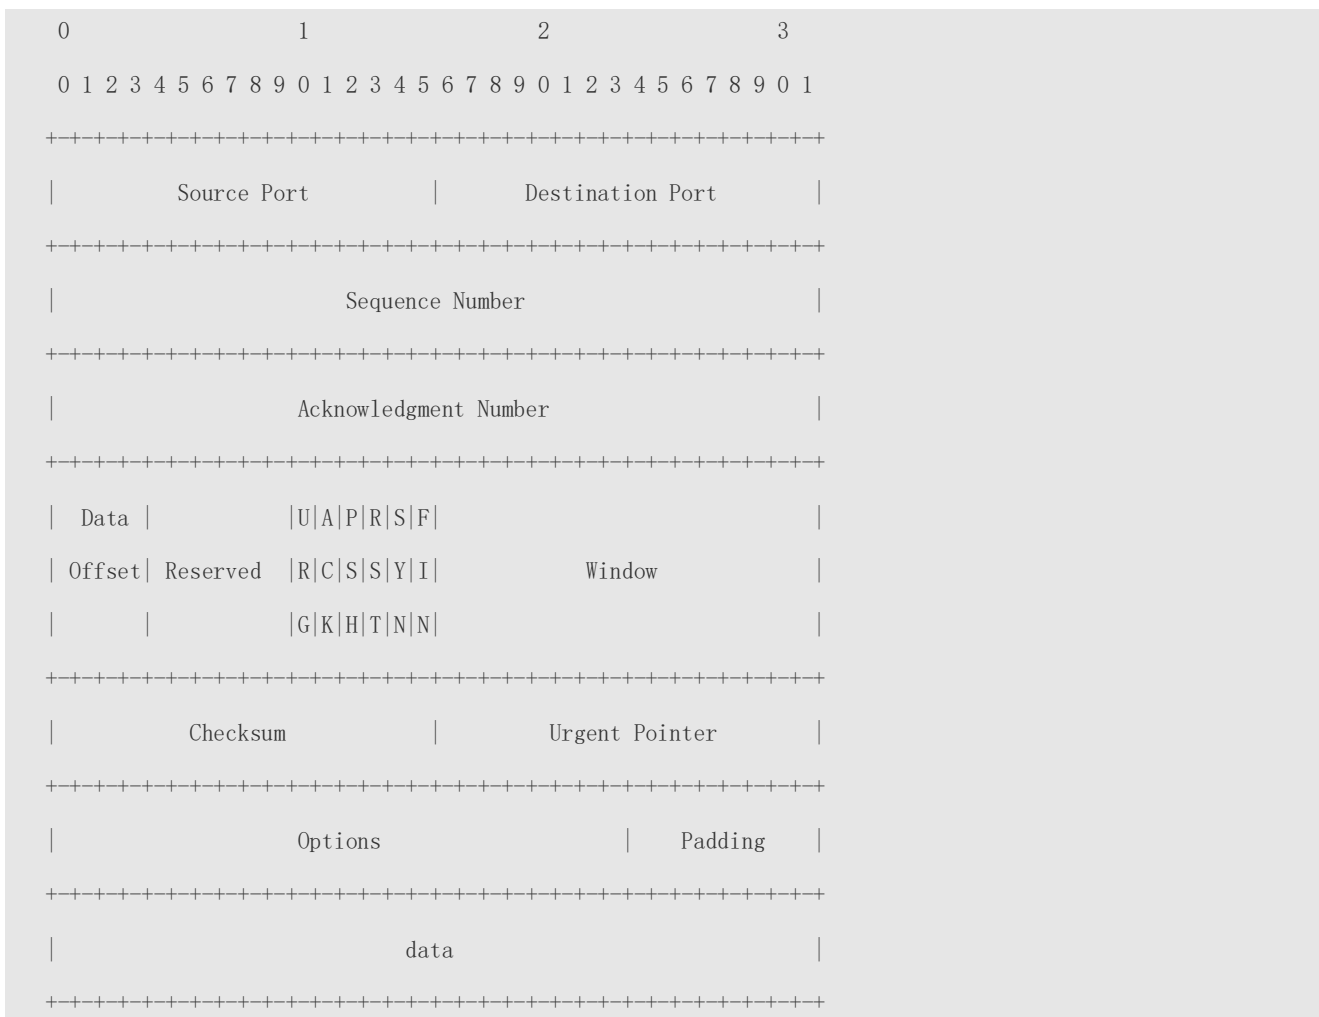 0                   1                   2                   3
 0 1 2 3 4 5 6 7 8 9 0 1 2 3 4 5 6 7 8 9 0 1 2 3 4 5 6 7 8 9 0 1
+-+-+-+-+-+-+-+-+-+-+-+-+-+-+-+-+-+-+-+-+-+-+-+-+-+-+-+-+-+-+-+-+
|          Source Port          |       Destination Port        |
+-+-+-+-+-+-+-+-+-+-+-+-+-+-+-+-+-+-+-+-+-+-+-+-+-+-+-+-+-+-+-+-+
|                        Sequence Number                        |
+-+-+-+-+-+-+-+-+-+-+-+-+-+-+-+-+-+-+-+-+-+-+-+-+-+-+-+-+-+-+-+-+
|                    Acknowledgment Number                      |
+-+-+-+-+-+-+-+-+-+-+-+-+-+-+-+-+-+-+-+-+-+-+-+-+-+-+-+-+-+-+-+-+
|  Data |           |U|A|P|R|S|F|                               |
| Offset| Reserved  |R|C|S|S|Y|I|            Window             |
|       |           |G|K|H|T|N|N|                               |
+-+-+-+-+-+-+-+-+-+-+-+-+-+-+-+-+-+-+-+-+-+-+-+-+-+-+-+-+-+-+-+-+
|           Checksum            |         Urgent Pointer        |
+-+-+-+-+-+-+-+-+-+-+-+-+-+-+-+-+-+-+-+-+-+-+-+-+-+-+-+-+-+-+-+-+
|                    Options                    |    Padding    |
+-+-+-+-+-+-+-+-+-+-+-+-+-+-+-+-+-+-+-+-+-+-+-+-+-+-+-+-+-+-+-+-+
|                             data                              |
+-+-+-+-+-+-+-+-+-+-+-+-+-+-+-+-+-+-+-+-+-+-+-+-+-+-+-+-+-+-+-+-+